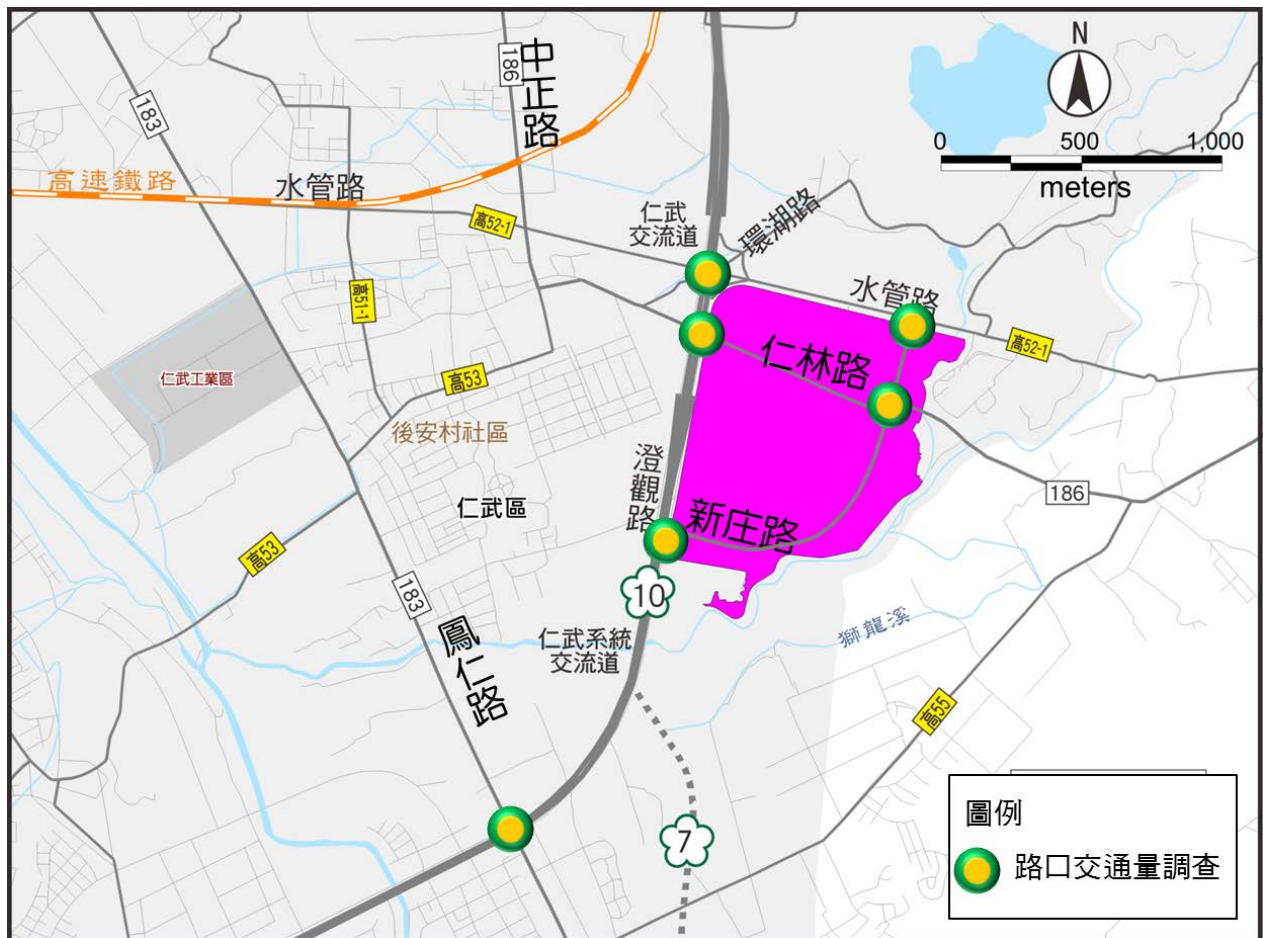 186
中正路
N
183
0 500 1,000
meters
高速鐵路
水管路
高52-1
仁武
交流道
環湖路
高51-1
水管路
高52-1
仁武工業區
高53
仁林路
後安村社區
澄觀路
186
仁武區
新庄路
高53
183
10
鳳仁路
仁武系統
交流道
獅龍溪
高55
7
圖例
路口交通量調查